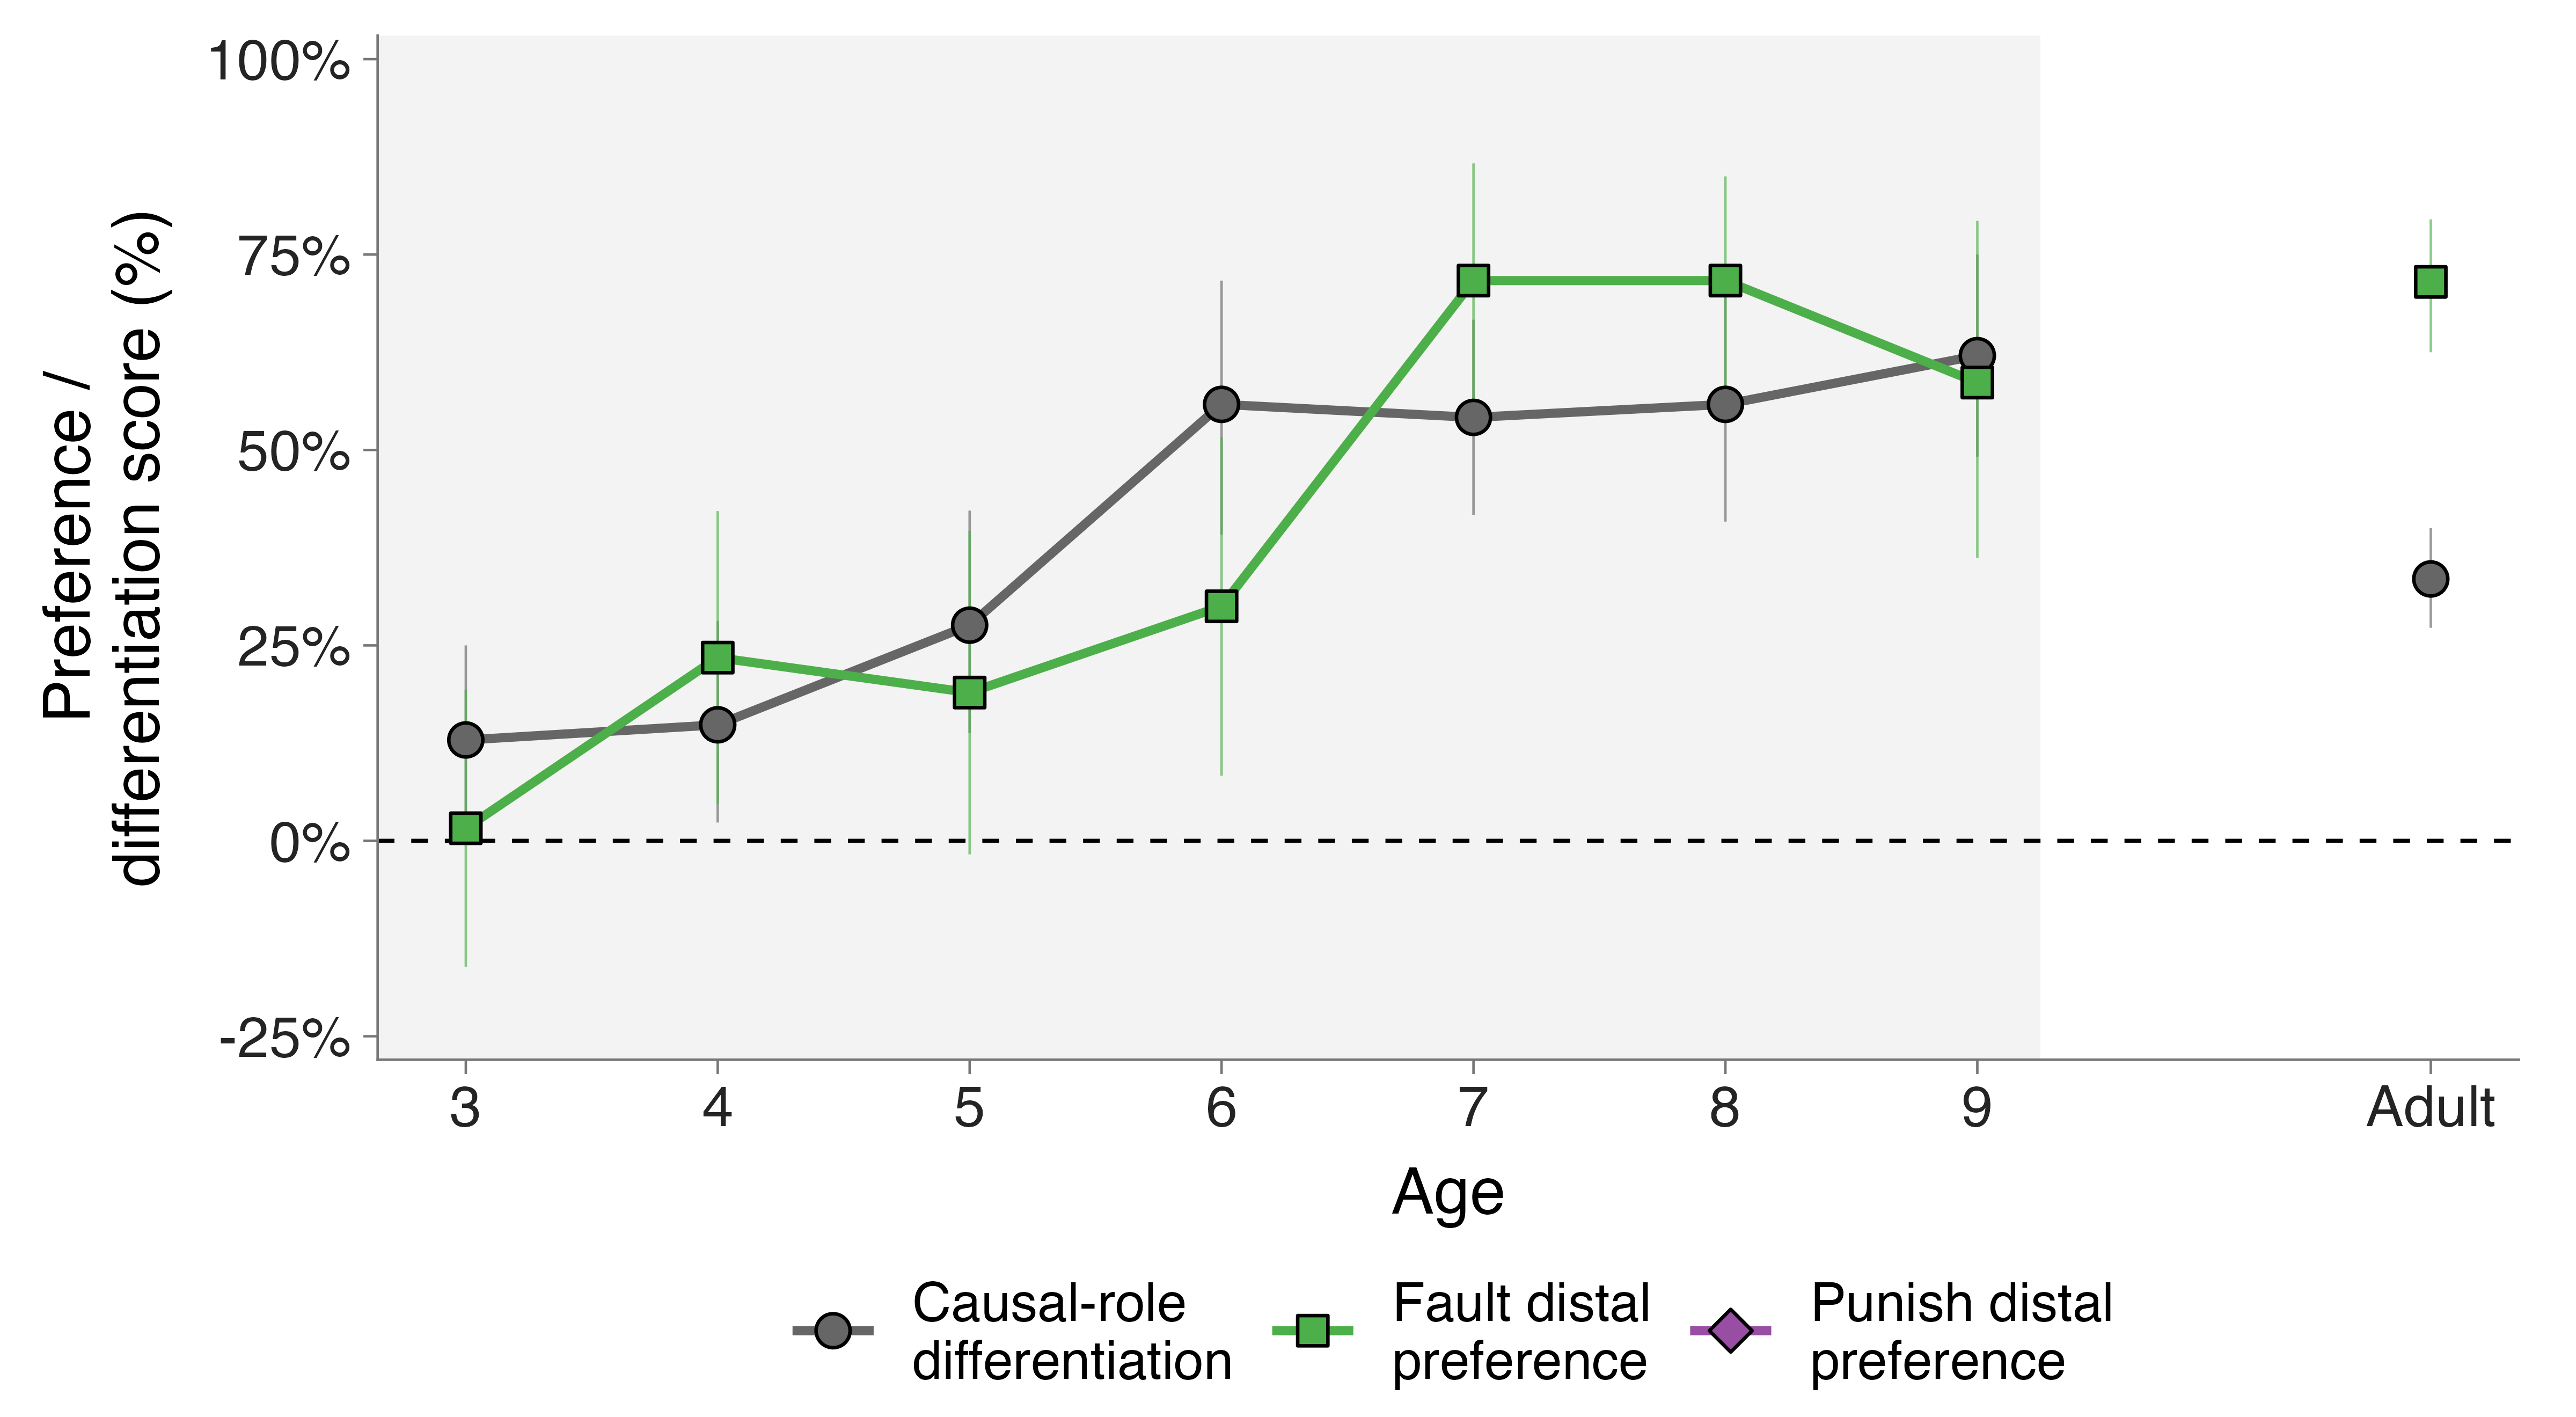 Preference /
differentiation score (%)
100%
75%
50%
25%
0%
-25%
3 4 5 6 7 8 9 Adult
Age
Causal-role
differentiation
Fault distal
preference
Punish distal
preference